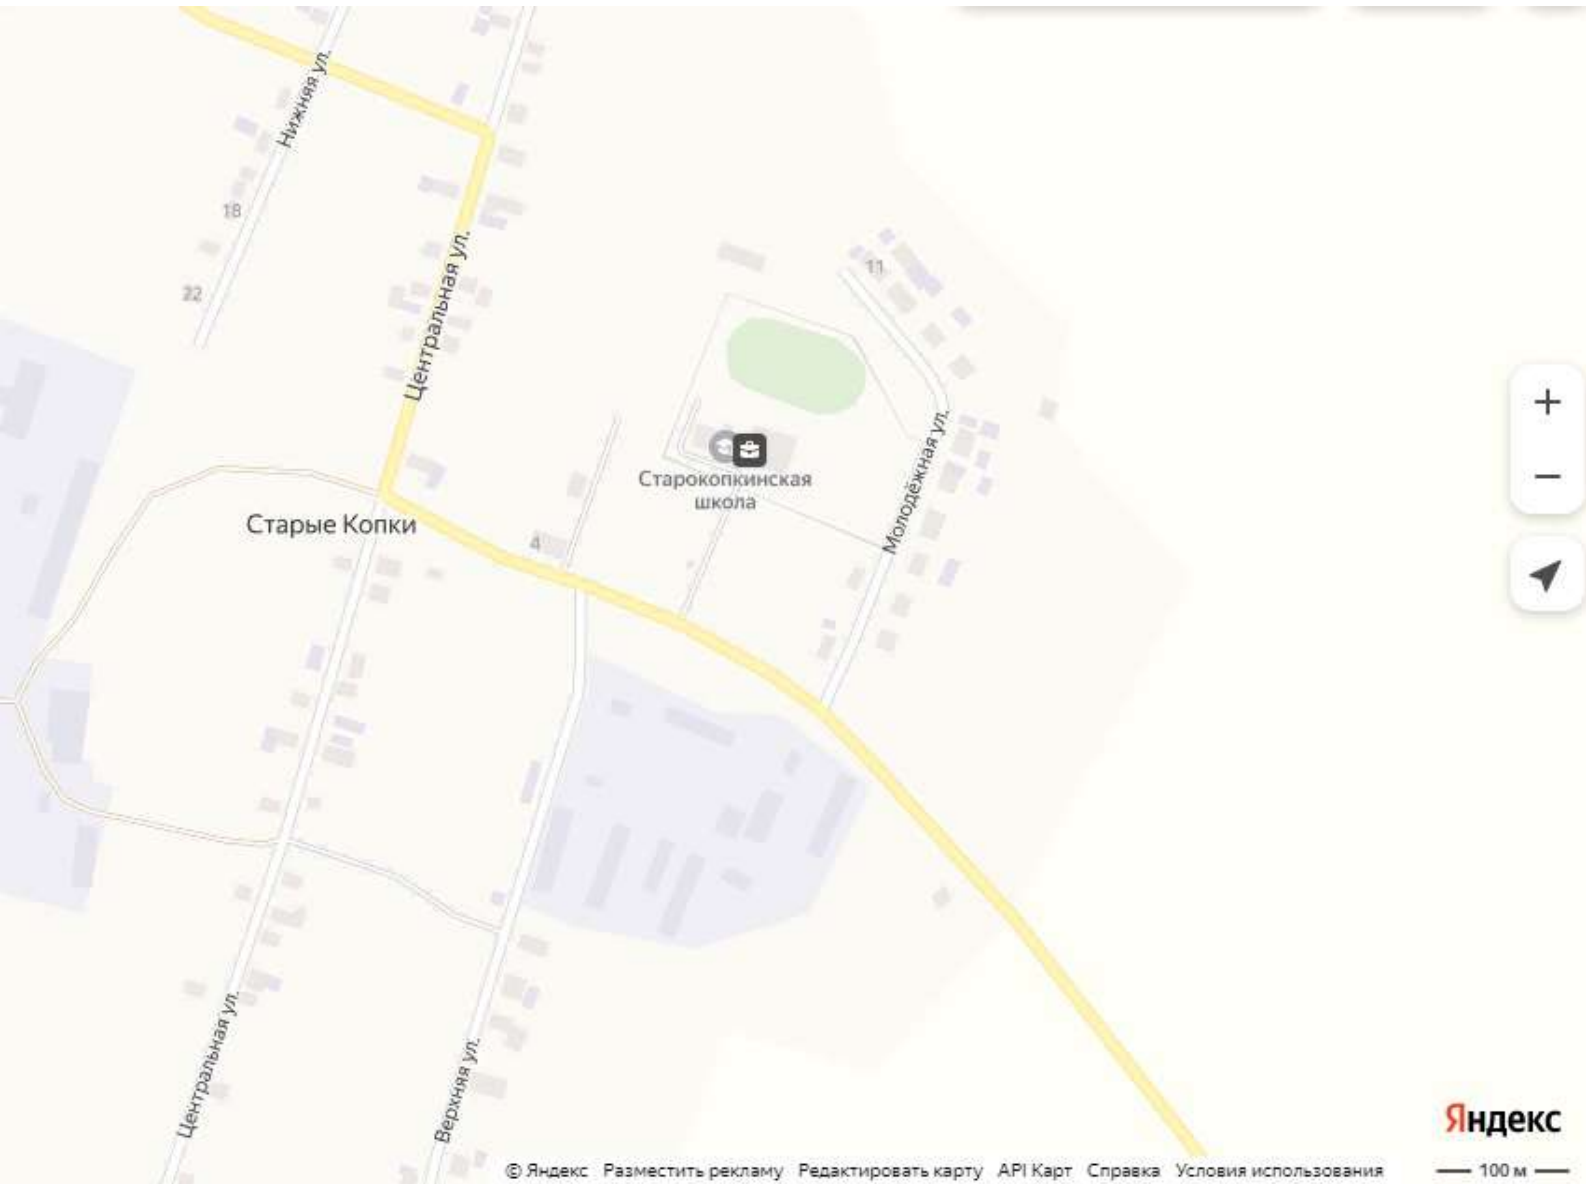 Нижняя ул.
18
22
Центральная ул.
11
Старокопкинская
школа
Молодёжная ул.
Старые Копки
4
Центральная ул.
Верхняя ул.
Яндекс
© Яндекс Разместить рекламу Редактировать карту API Карт Справка Условия использования
100 м